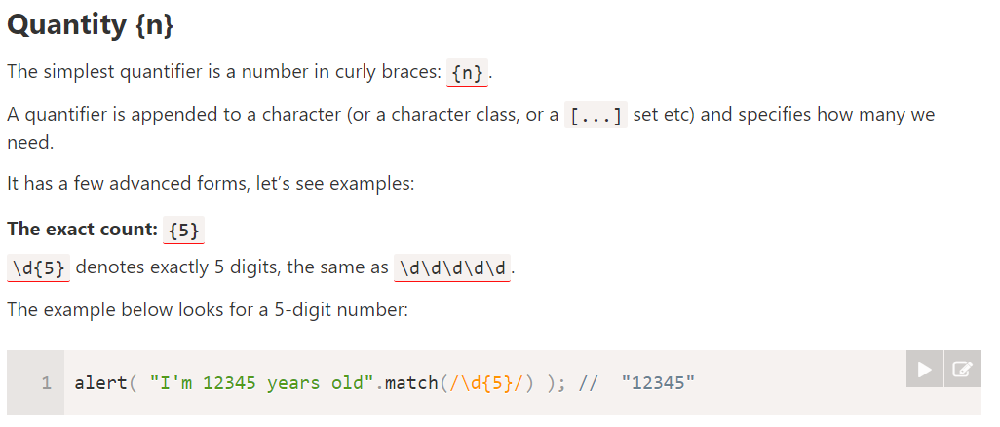 Quantity {n}
The simplest quantifier is a number in curly braces: {n}.
A quantifier is appended to a character (or a character class, or a [...] set etc) and specifies how many we
need.
It has a few advanced forms, let’s see examples:
The exact count: {5}
\d{5} denotes exactly 5 digits, the same as \d\d\d\d\d.
The example below looks for a 5-digit number:
1 alert( "I'm 12345 years old".match(/\d{5}/) ); //  "12345"